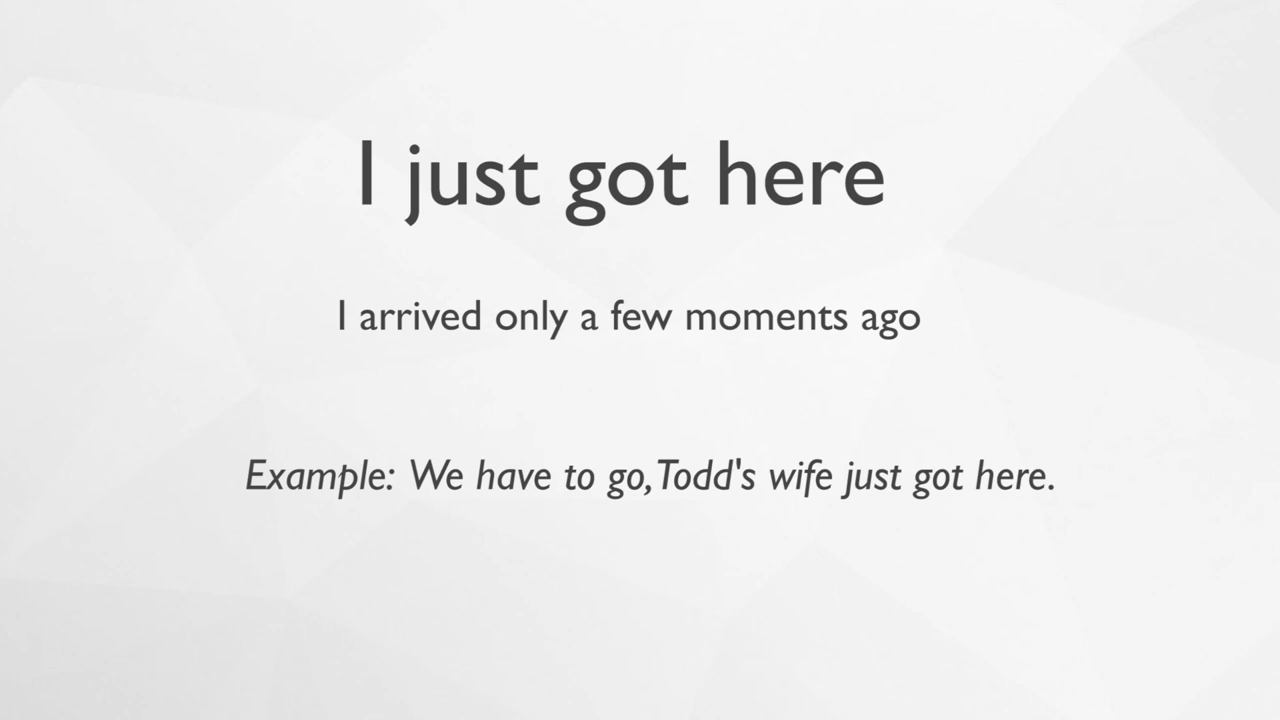 I just got here
I arrived only a few moments ago
Example: We have to go, Todd's wife just got here.